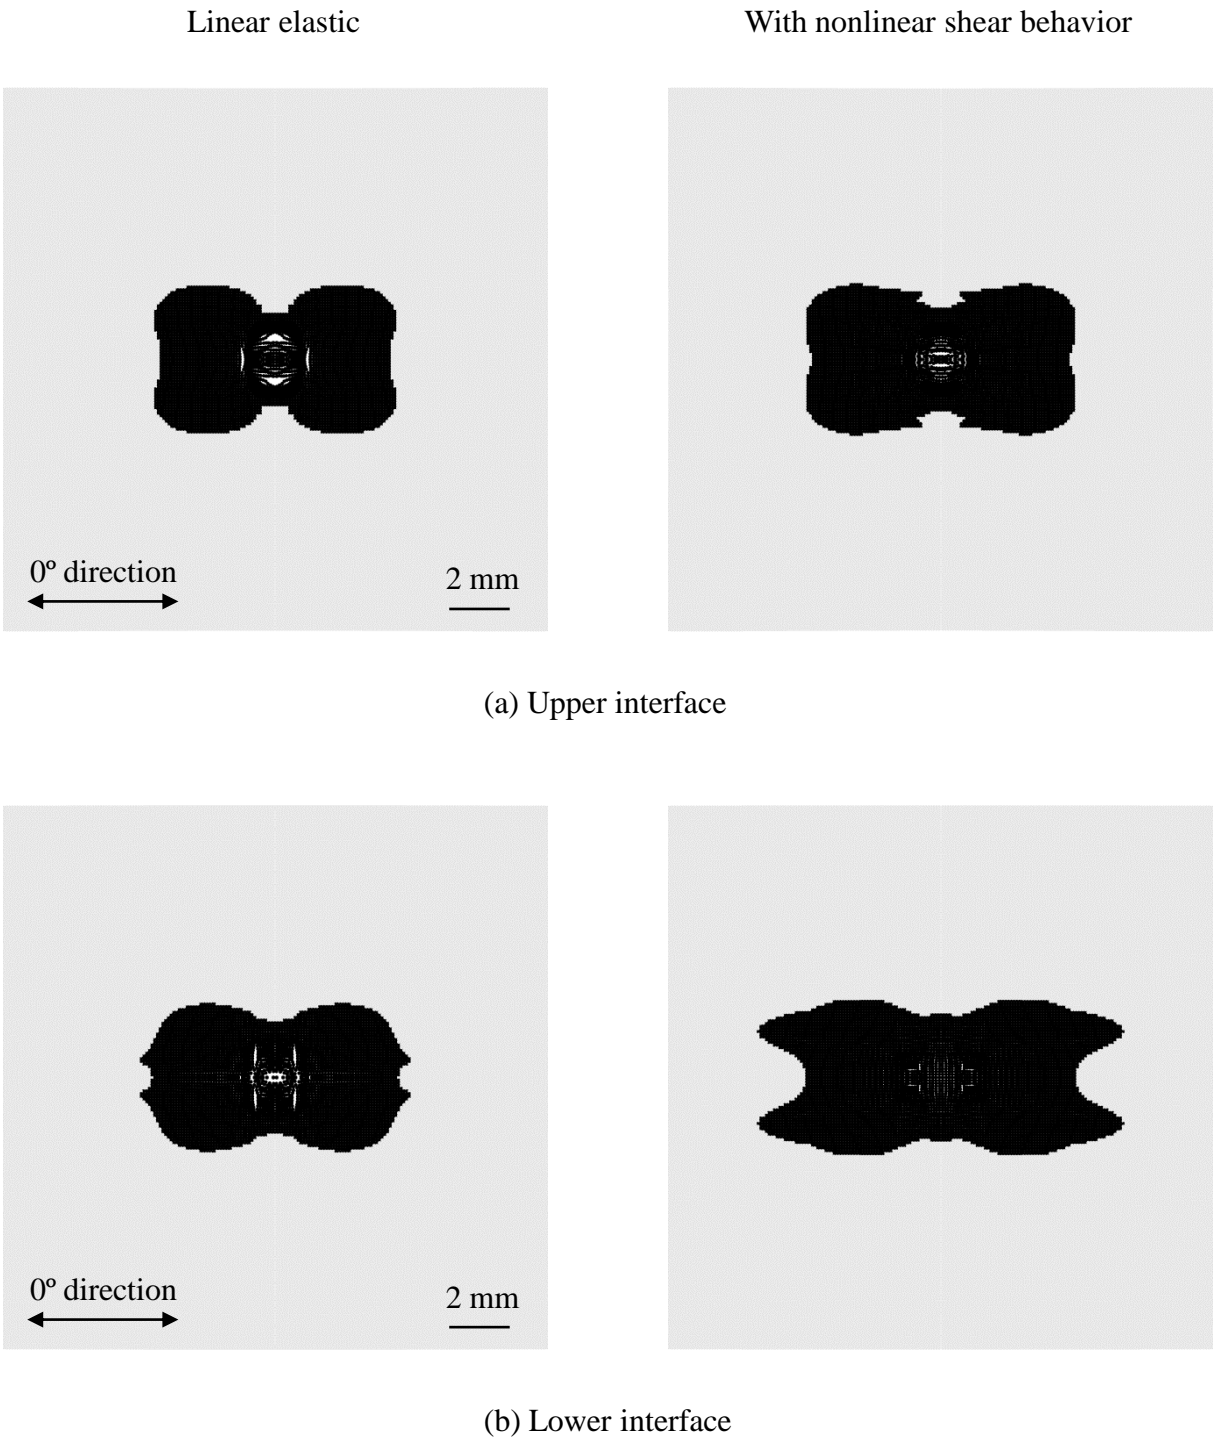 Linear elastic
With nonlinear shear behavior
0º direction
2 mm
(a) Upper interface
0º direction
2 mm
(b) Lower interface